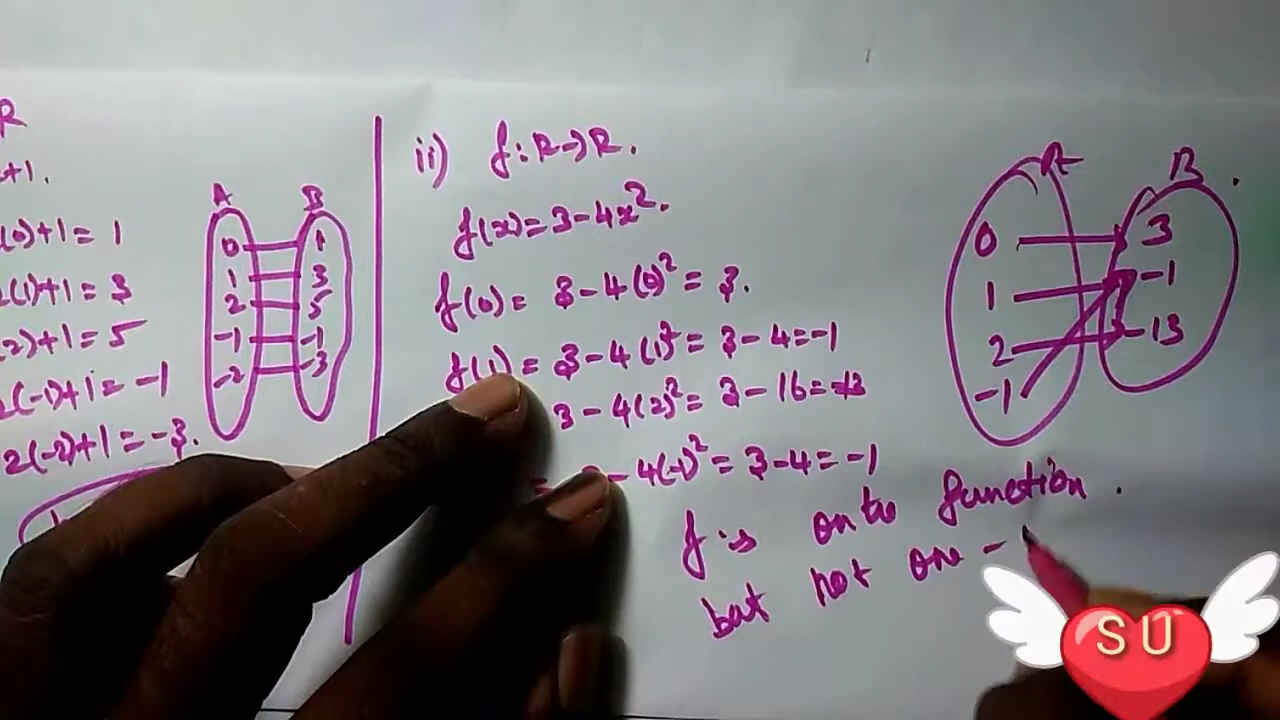 R
x+1.
(0)+1 = 1
2(1)+1 = 3
(2)+1 = 5
2(-1)+1 = -1
2(-2)+1 = -3.
A B
0 1
1 3
2 5
-1 -1
-2 -3
ii) f: R→R.
f(x) = 3-4x².
f(0) = 3-4(0)² = 3.
f(1) = 3-4(1)² = 3-4 = -1
3-4(2)² = 3-16 = -13
= -4(-1)² = 3-4 = -1
f is onto function.
but not one-
A B
0 3
1 -1
2 -13
-1
SU